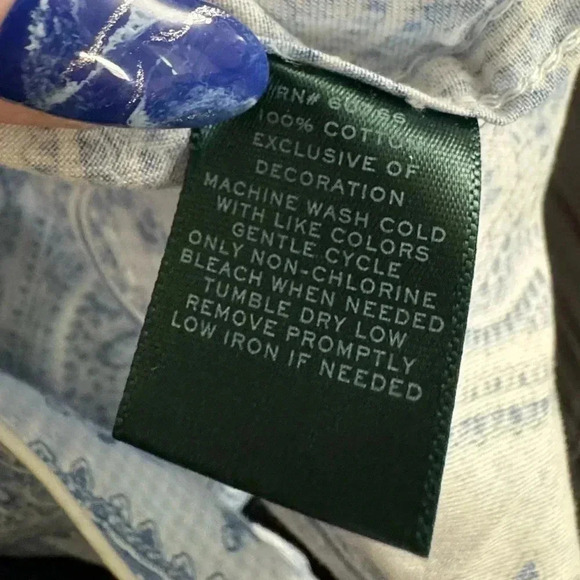 100% COTTON
EXCLUSIVE OF
DECORATION
MACHINE WASH COLD
WITH LIKE COLORS
GENTLE CYCLE
ONLY NON-CHLORINE
BLEACH WHEN NEEDED
TUMBLE DRY LOW
REMOVE PROMPTLY
LOW IRON IF NEEDED